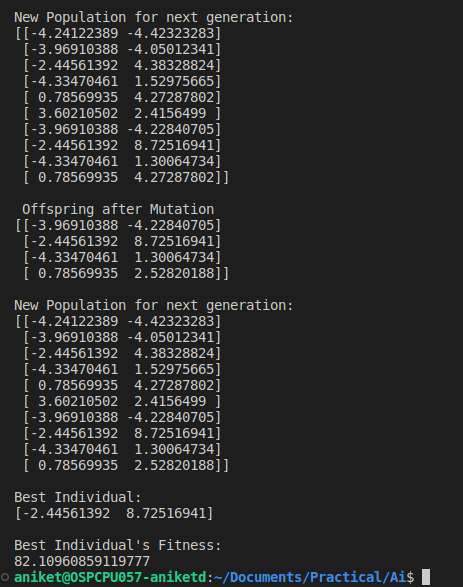 New Population for next generation:
[[-4.24122389 -4.42323283]
 [-3.96910388 -4.05012341]
 [-2.44561392  4.38328824]
 [-4.33470461  1.52975665]
 [ 0.78569935  4.27287802]
 [ 3.60210502  2.4156499 ]
 [-3.96910388 -4.22840705]
 [-2.44561392  8.72516941]
 [-4.33470461  1.30064734]
 [ 0.78569935  4.27287802]]
 Offspring after Mutation
[[-3.96910388 -4.22840705]
 [-2.44561392  8.72516941]
 [-4.33470461  1.30064734]
 [ 0.78569935  2.52820188]]
New Population for next generation:
[[-4.24122389 -4.42323283]
 [-3.96910388 -4.05012341]
 [-2.44561392  4.38328824]
 [-4.33470461  1.52975665]
 [ 0.78569935  4.27287802]
 [ 3.60210502  2.4156499 ]
 [-3.96910388 -4.22840705]
 [-2.44561392  8.72516941]
 [-4.33470461  1.30064734]
 [ 0.78569935  2.52820188]]
Best Individual:
[-2.44561392  8.72516941]
Best Individual's Fitness:
82.10960859119777
aniket@OSPCPU057-aniketd:~/Documents/Practical/Ai$